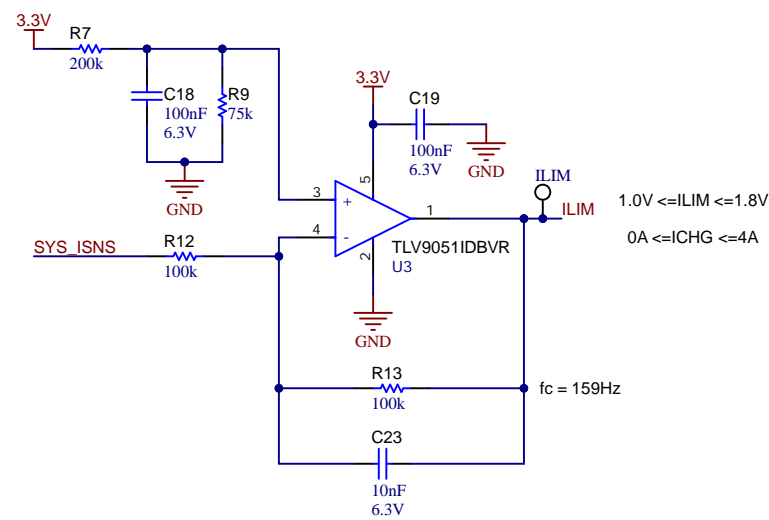 3.3V
R7
200k
C18
100nF
6.3V
R9
75k
GND
3.3V
C19
100nF
6.3V
GND
5
3
+
4
-
1
2
TLV9051IDBVR
U3
GND
ILIM
ILIM
1.0V <=ILIM <=1.8V
0A <=ICHG <=4A
SYS_ISNS
R12
100k
R13
100k
fc = 159Hz
C23
10nF
6.3V